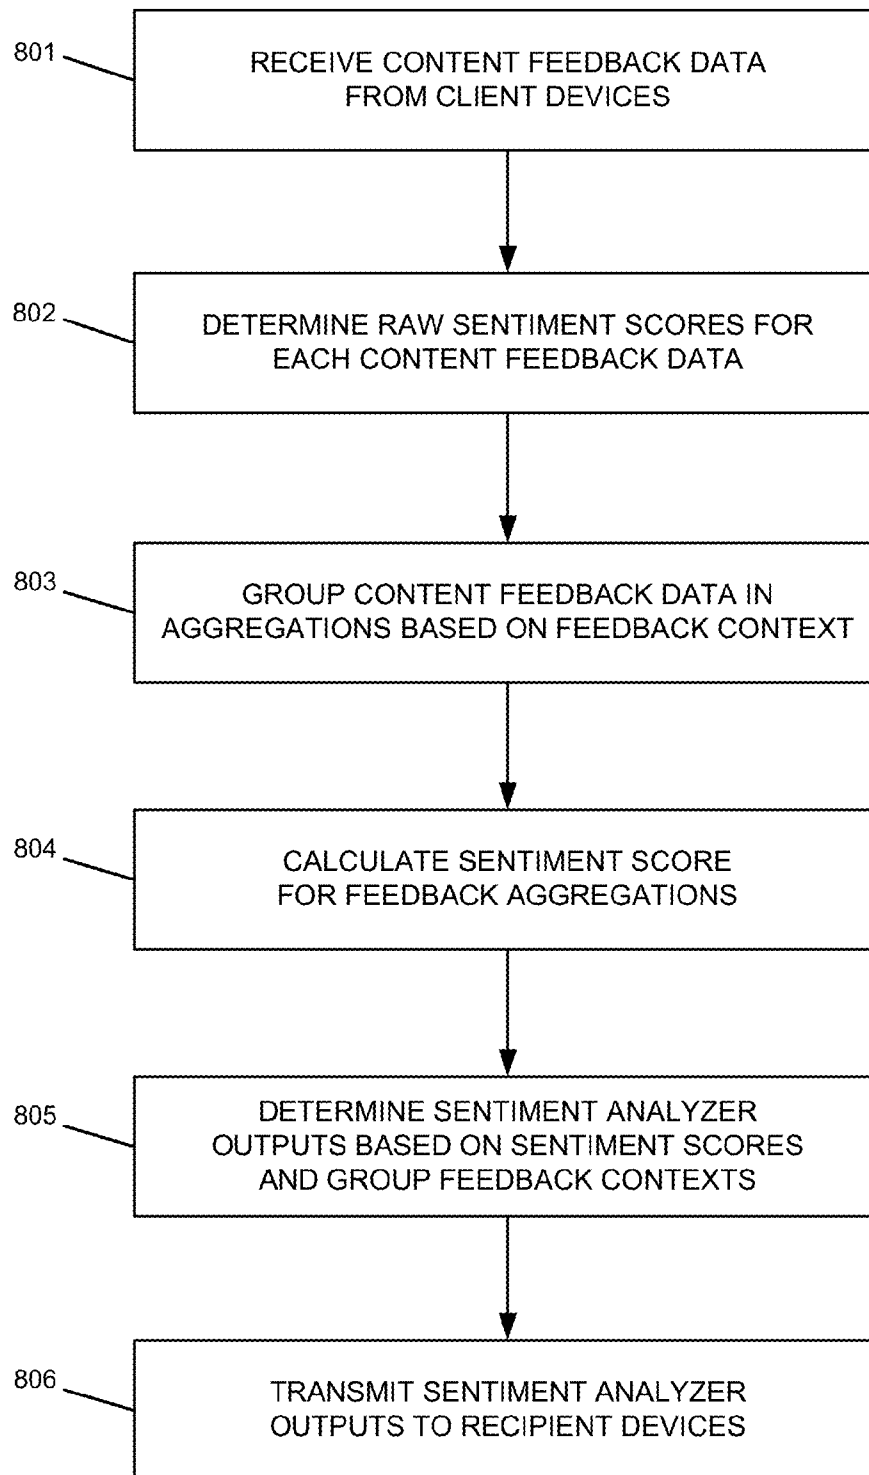 801
RECEIVE CONTENT FEEDBACK DATA
FROM CLIENT DEVICES
802
DETERMINE RAW SENTIMENT SCORES FOR
EACH CONTENT FEEDBACK DATA
803
GROUP CONTENT FEEDBACK DATA IN
AGGREGATIONS BASED ON FEEDBACK CONTEXT
804
CALCULATE SENTIMENT SCORE
FOR FEEDBACK AGGREGATIONS
805
DETERMINE SENTIMENT ANALYZER
OUTPUTS BASED ON SENTIMENT SCORES
AND GROUP FEEDBACK CONTEXTS
806
TRANSMIT SENTIMENT ANALYZER
OUTPUTS TO RECIPIENT DEVICES